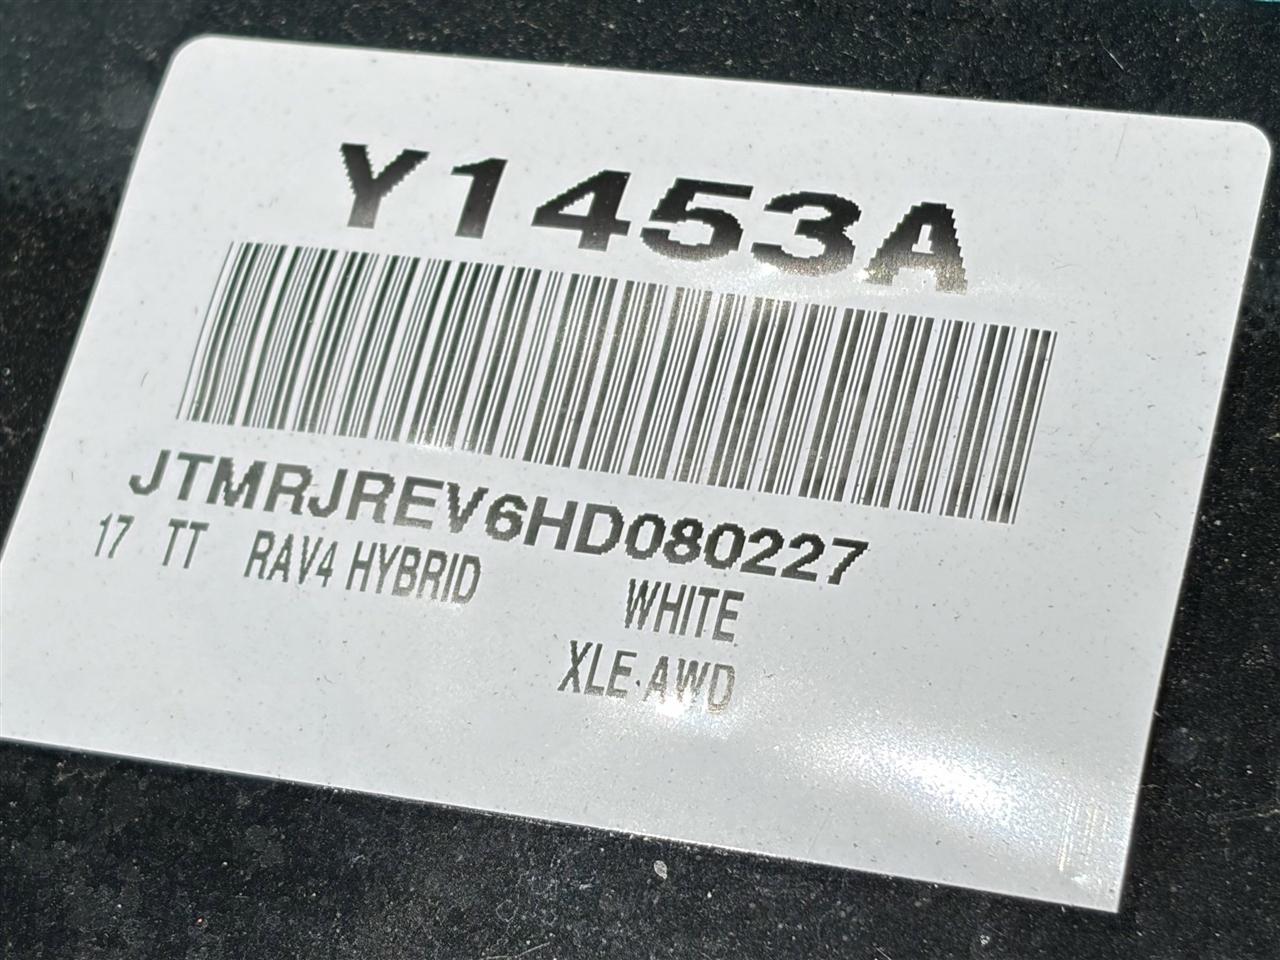 Y1453A
JTMRJREV6HD080227
17 TT RAV4 HYBRID WHITE
XLE AWD